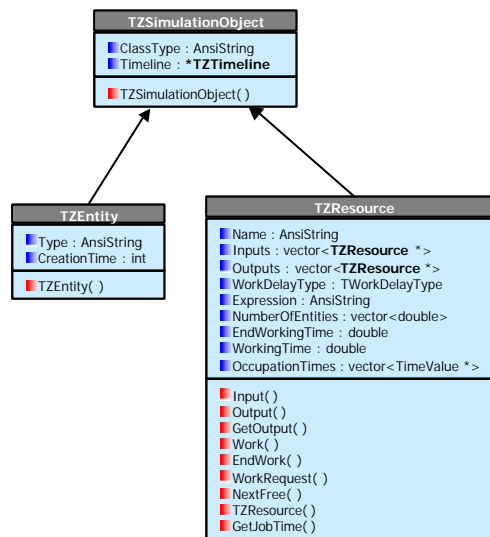 TZSimulationObject
ClassType : AnsiString
Timeline : *TZTimeline
TZSimulationObject( )
TZEntity
Type : AnsiString
CreationTime : int
TZEntity( )
TZResource
Name : AnsiString
Inputs : vector<TZResource *>
Outputs : vector<TZResource *>
WorkDelayType : TWorkDelayType
Expression : AnsiString
NumberOfEntities : vector<double>
EndWorkingTime : double
WorkingTime : double
OccupationTimes : vector<TimeValue *>
Input( )
Output( )
GetOutput( )
Work( )
EndWork( )
WorkRequest( )
NextFree( )
TZResource( )
GetJobTime( )